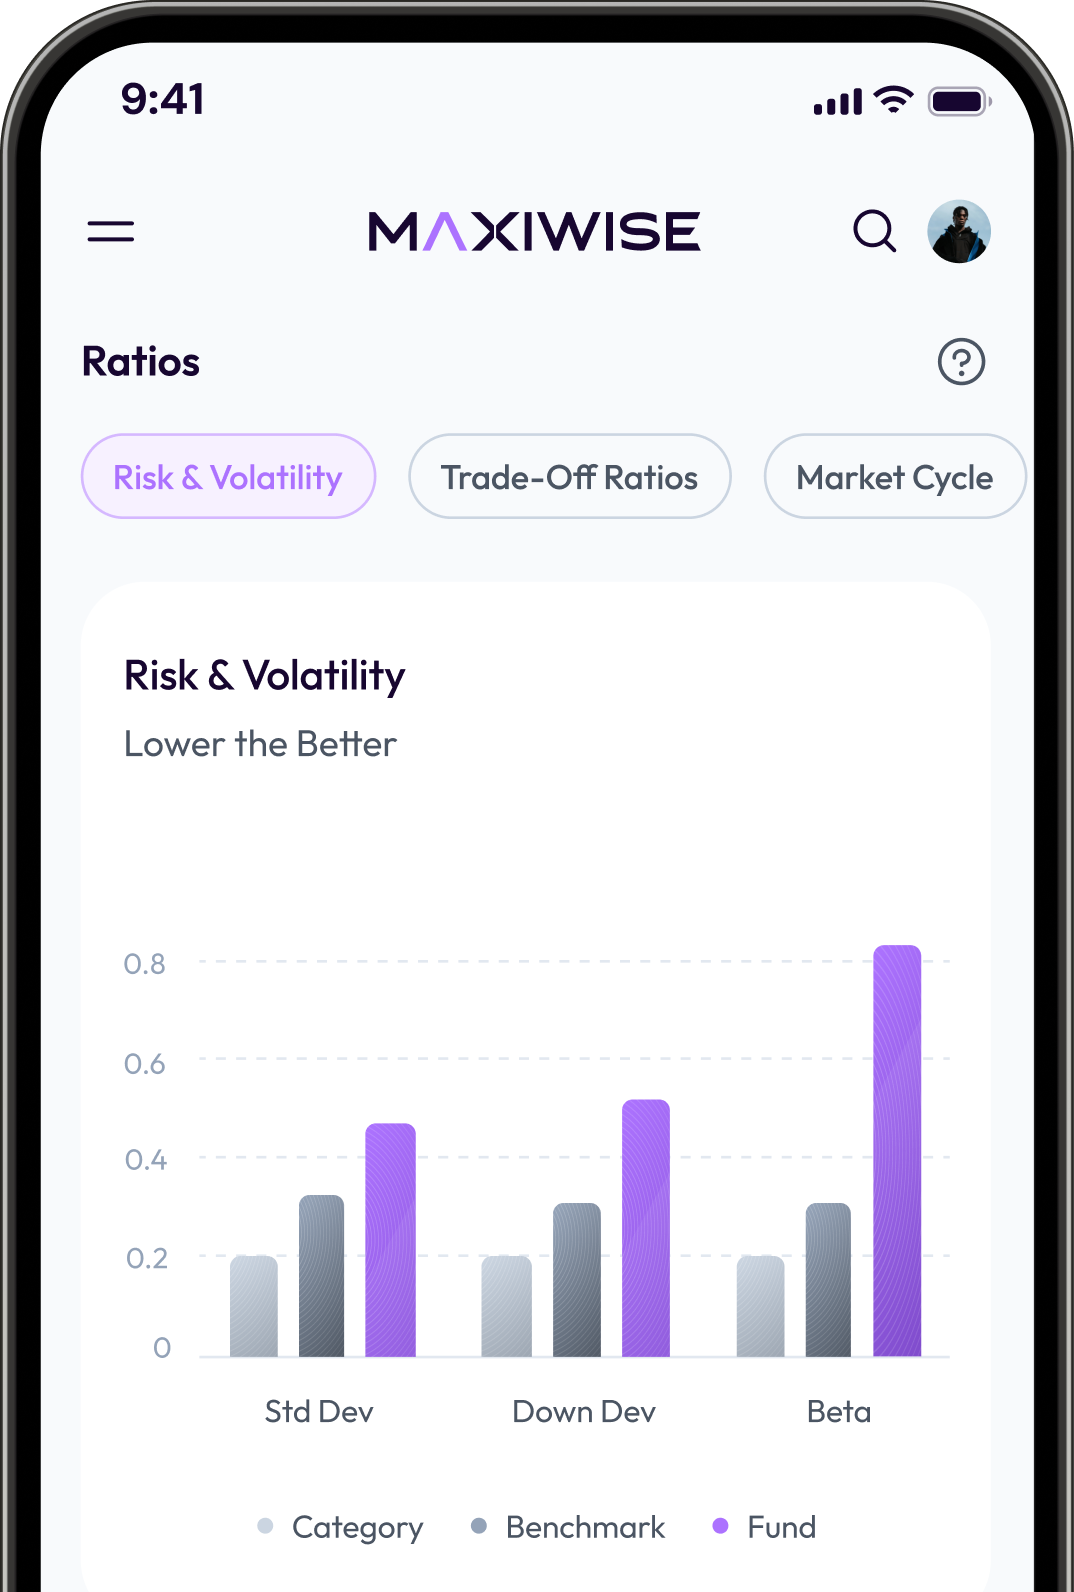 9:41
MAXIWISE
Ratios
Risk & Volatility
Trade-Off Ratios
Market Cycle
Risk & Volatility
Lower the Better
0.8
0.6
0.4
0.2
0
Std Dev
Down Dev
Beta
Category
Benchmark
Fund